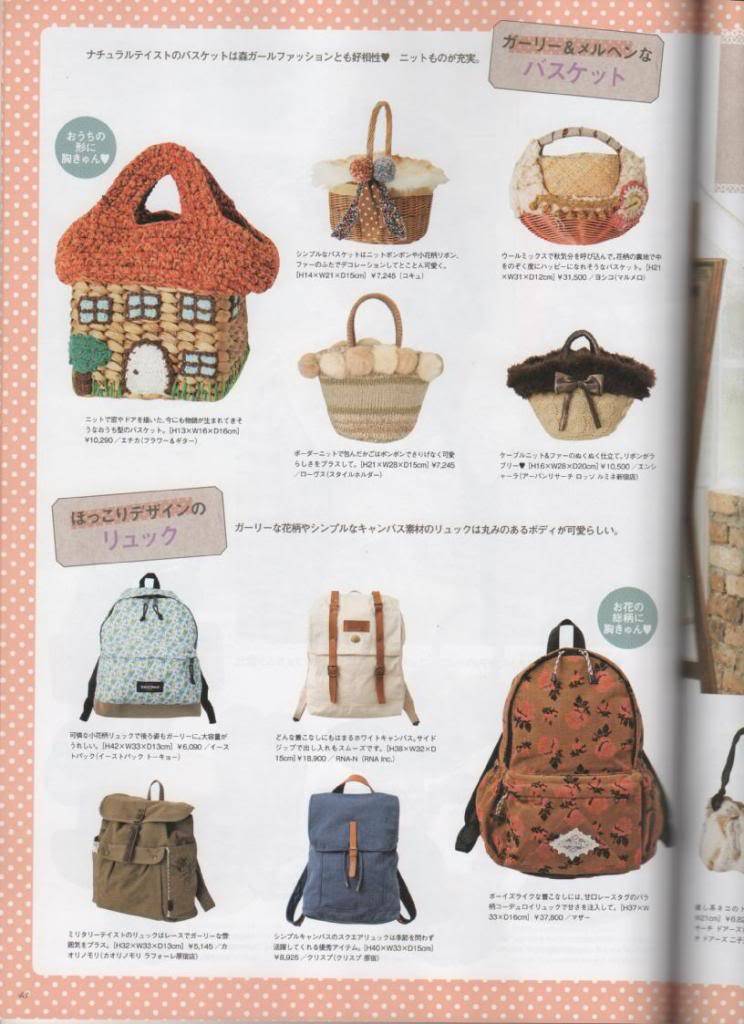 ナチュラルテイストのバスケットは森ガールファッションとも好相性♥　ニットものが充実。
ガーリー＆メルヘンな
バスケット
おうちの
形に
胸きゅん♥
シンプルなバスケットはニットポンポンや小花柄リボン、
ファーのふたでデコレーションしてとことん可愛く。
[H14×W21×D15cm] ￥7,245（コキュ）
ウールミックスで秋気分を呼び込んで。花柄の裏地で中
をのぞく度にハッピーになれそうなバスケット。[H21
×W31×D12cm] ￥31,500／ヨシコ（マルメロ）
ニットで窓やドアを描いた、今にも物語が生まれてきそ
うなおうち型のバスケット。[H13×W16×D16cm]
￥10,290／エチカ（フラワー＆ギター）
ボーダーニットで包んだかごはポンポンでさりげなく可愛
らしさをプラスして。[H21×W28×D15cm] ￥7,245
／ローヴス（スタイルホルダー）
ケーブルニット＆ファーのぬくぬく仕立て。リボンがラ
ブリー♥ [H16×W28×D20cm] ￥10,500／エンシ
ャーラ（アーバンリサーチ ロッソ ルミネ新宿店）
ほっこりデザインの
リュック
ガーリーな花柄やシンプルなキャンバス素材のリュックは丸みのあるボディが可愛らしい。
お花の
総柄に
胸きゅん♥
可憐な小花柄リュックで後ろ姿もガーリーに。大容量が
うれしい。[H42×W33×D13cm] ￥6,090／イース
トパック（イーストパック トーキョー）
どんな着こなしにもはまるホワイトキャンバス。サイド
ジップで出し入れもスムーズです。[H38×W32×D
15cm] ￥18,900／RNA-N（RNA Inc.）
ボーイズライクな着こなしには、甘口レースタグのバラ
柄コーデュロイリュックで甘さを注入して。[H37×W
33×D16cm] ￥37,800／マザー
ミリタリーテイストのリュックはレースでガーリーな雰
囲気をプラス。[H32×W33×D13cm] ￥5,145／カ
オリノモリ（カオリノモリ ラフォーレ原宿店）
シンプルキャンバスのスクエアリュックは季節を問わず
活躍してくれる優秀アイテム。[H40×W33×D15cm]
￥8,925／クリスプ（クリスプ 原宿）